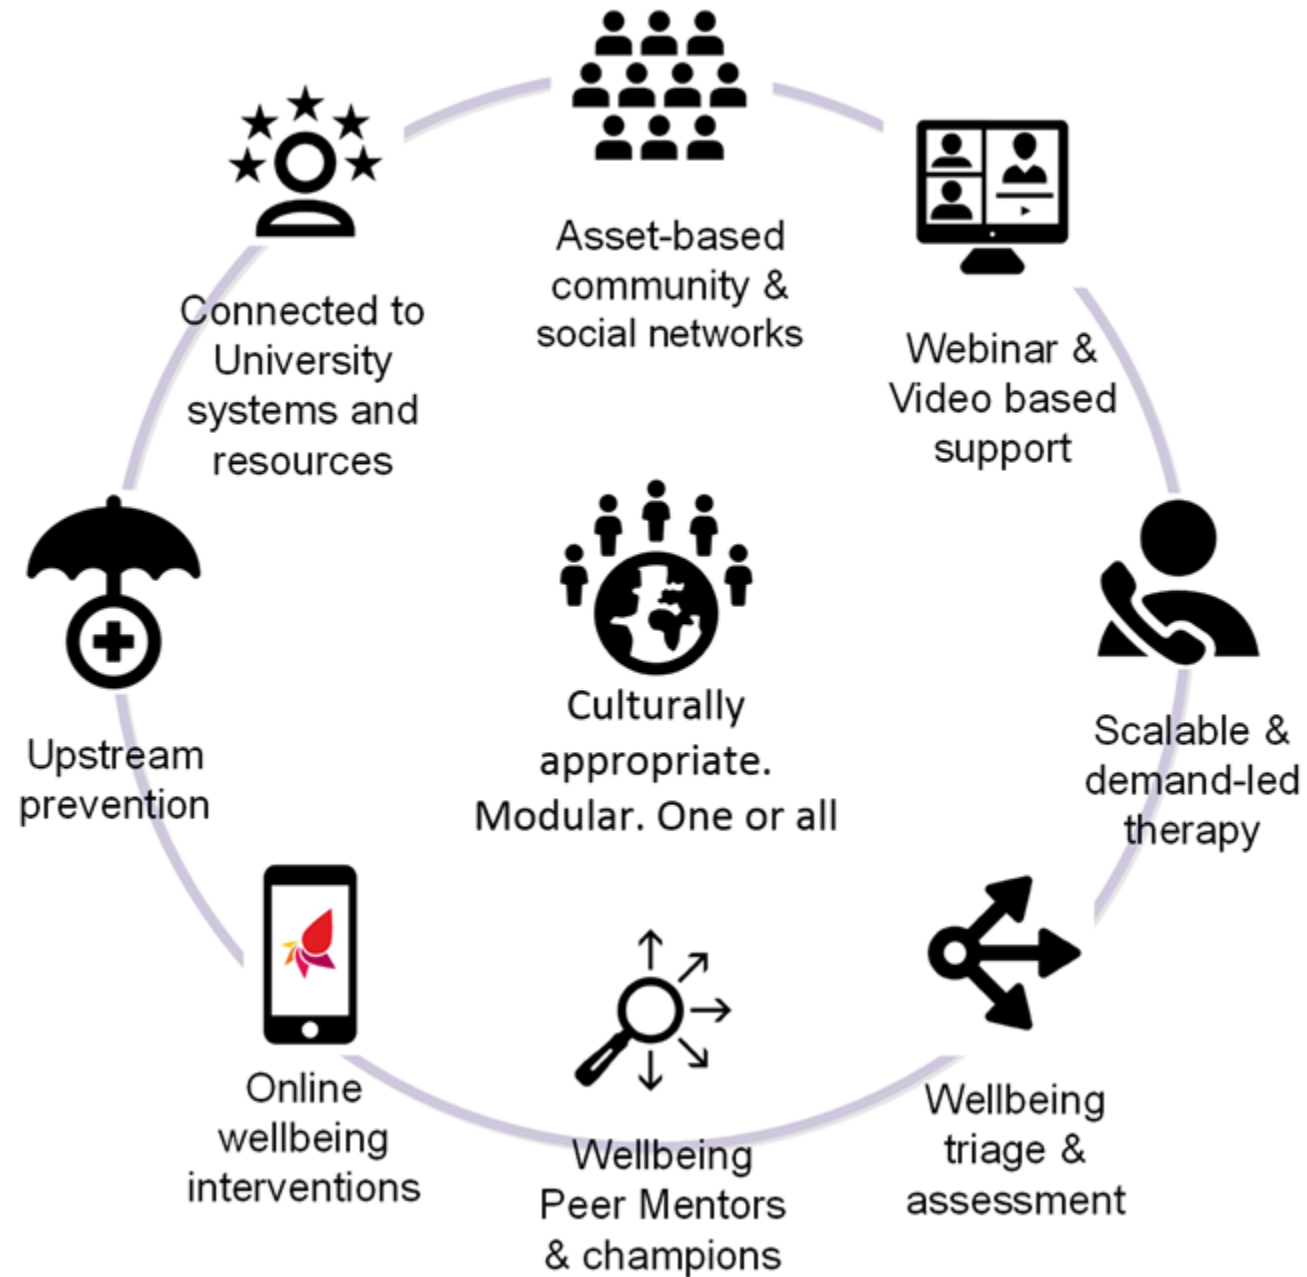 Asset-based
community &
social networks
Webinar &
Video based
support
Scalable &
demand-led
therapy
Wellbeing
triage &
assessment
Wellbeing
Peer Mentors
& champions
Online
wellbeing
interventions
Upstream
prevention
Connected to
University
systems and
resources
Culturally
appropriate.
Modular. One or all